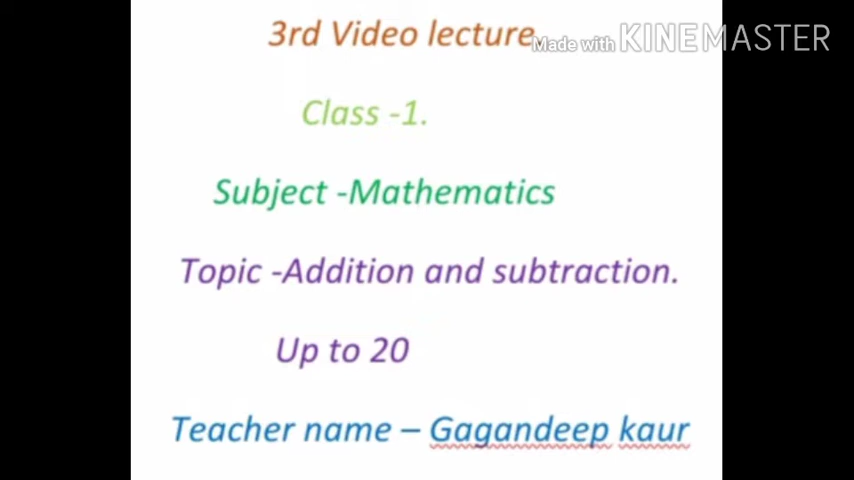 3rd Video lecture
Made with KINEMASTER
Class -1.
Subject -Mathematics
Topic -Addition and subtraction.
Up to 20
Teacher name – Gagandeep kaur